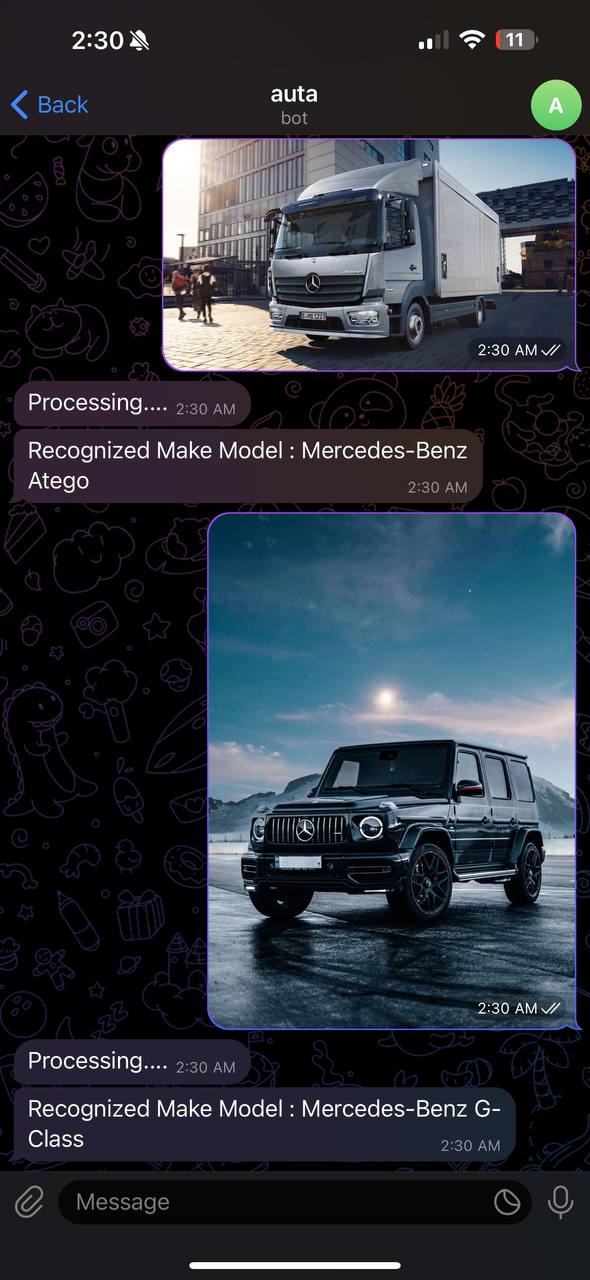 2:30
11
Back
auta
bot
A
2:30 AM
Processing.... 2:30 AM
Recognized Make Model : Mercedes-Benz
Atego
2:30 AM
2:30 AM
Processing.... 2:30 AM
Recognized Make Model : Mercedes-Benz G-
Class
2:30 AM
Message